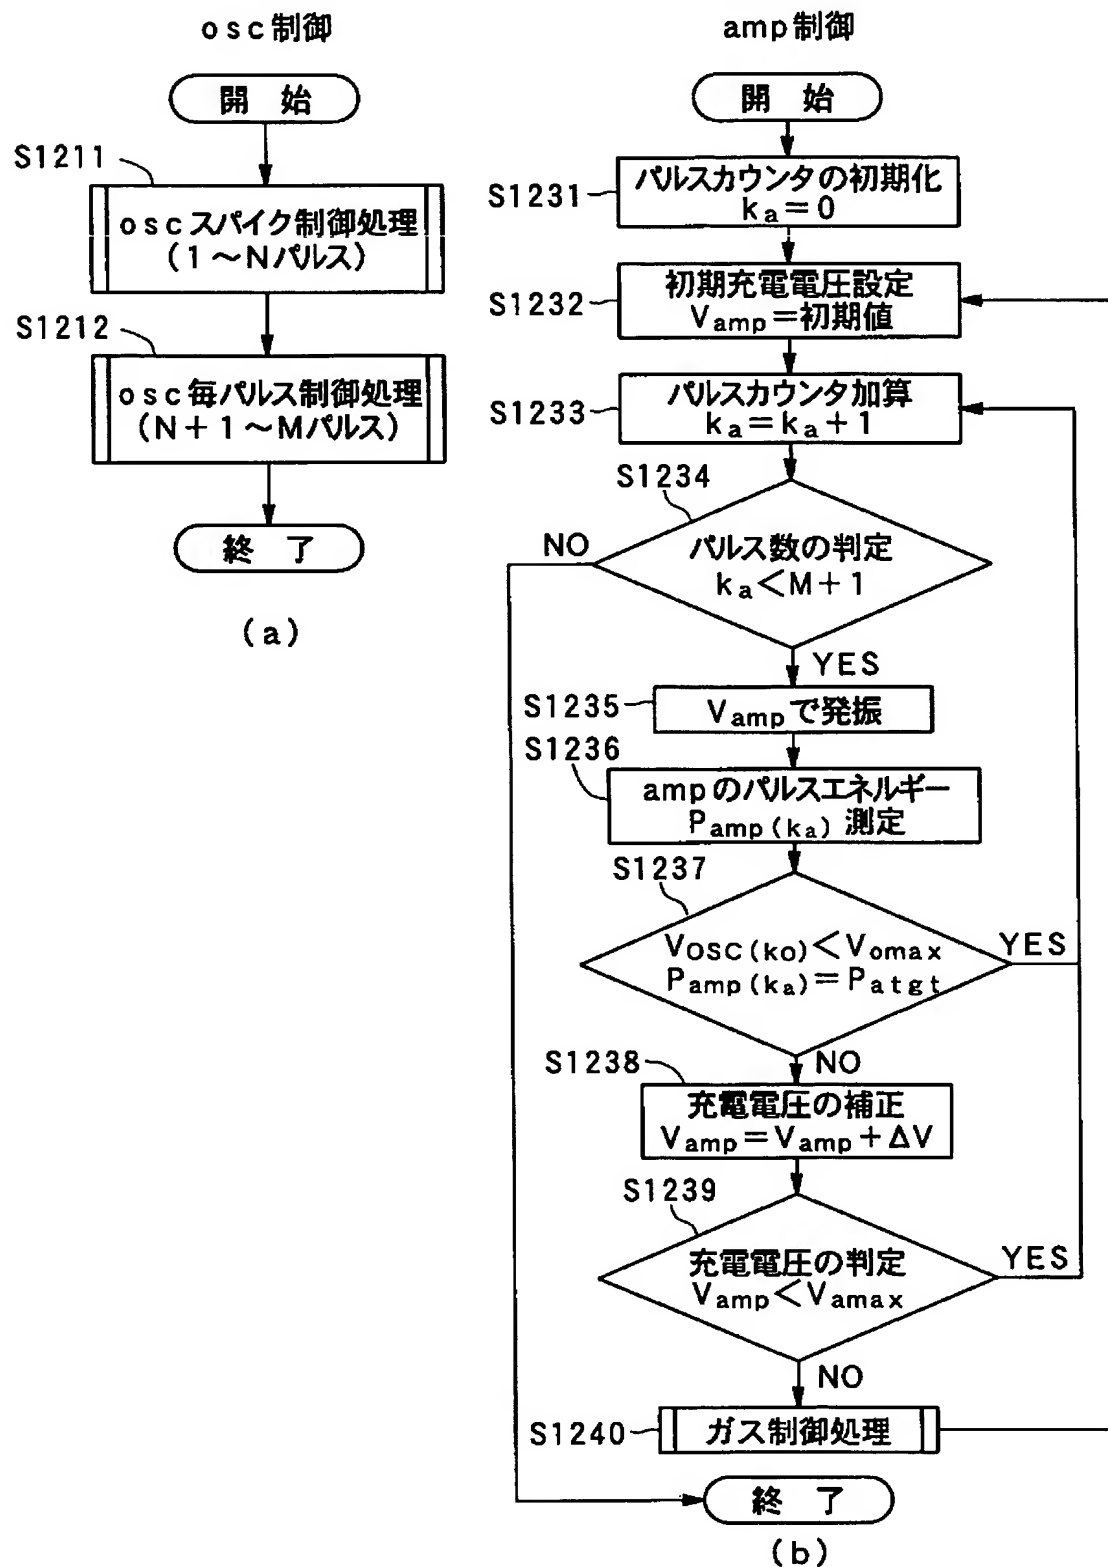 osc制御
開 始
S1211
oscスパイク制御処理
(1～Nパルス)
S1212
osc毎パルス制御処理
(N+1～Mパルス)
終 了
(a)
amp制御
開 始
S1231
パルスカウンタの初期化
ka=0
S1232
初期充電電圧設定
Vamp=初期値
S1233
パルスカウンタ加算
ka=ka+1
S1234
NO
パルス数の判定
ka<M+1
YES
S1235
Vampで発振
S1236
ampのパルスエネルギー
Pamp(ka)測定
S1237
VOSC(ko)<Vomax
YES
Pamp(ka)=Patgt
NO
S1238
充電電圧の補正
Vamp=Vamp+ΔV
S1239
充電電圧の判定
YES
Vamp<Vamax
NO
S1240
ガス制御処理
終 了
(b)